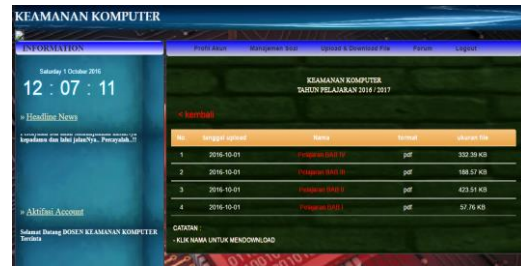 KEAMANAN KOMPUTER
INFORMATION
Profil Akun Manajemen Soal Upload & Download File Forum Logout
Saturday 1 October 2016
12 : 07 : 11
» Headline News
kepadamu dan lalui jalanNya.. Percayalah..!!
» Aktifasi Account
Selamat Datang DOSEN KEAMANAN KOMPUTER
Tercinta
KEAMANAN KOMPUTER
TAHUN PELAJARAN 2016 / 2017
< kembali
No tanggal upload Nama format ukuran file
1 2016-10-01 Pelajaran BAB IV pdf 332.39 KB
2 2016-10-01 Pelajaran BAB III pdf 168.57 KB
3 2016-10-01 Pelajaran BAB II pdf 423.51 KB
4 2016-10-01 Pelajaran BAB I pdf 57.76 KB
CATATAN :
- KLIK NAMA UNTUK MENDOWNLOAD